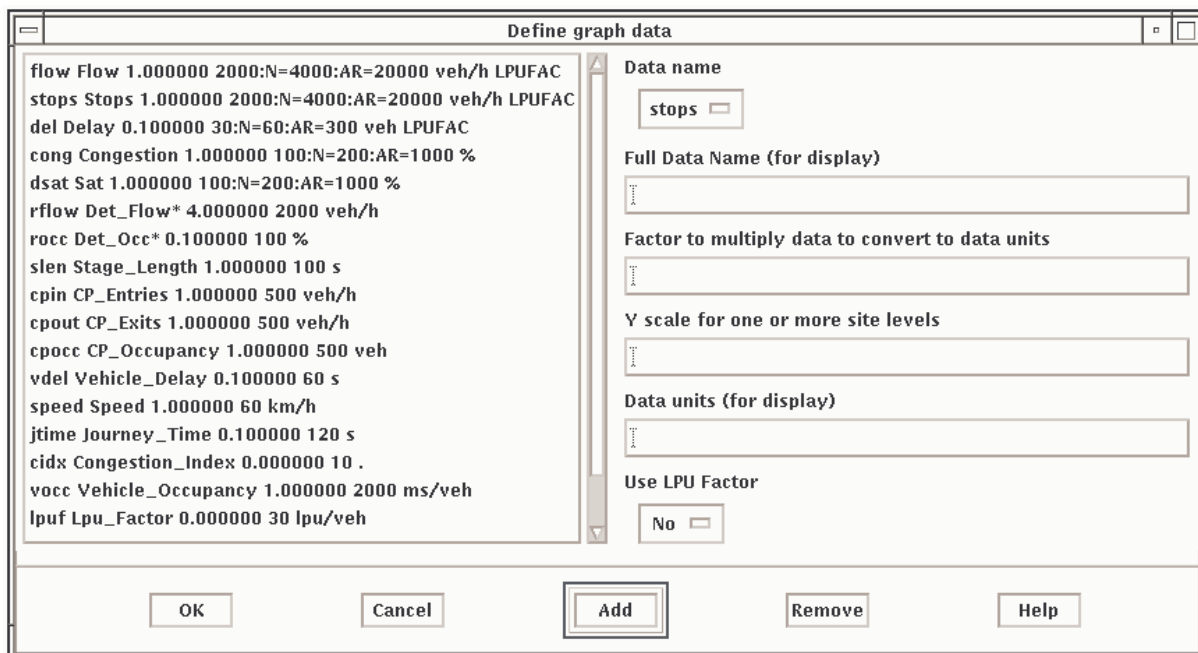 Define graph data
flow Flow 1.000000 2000:N=4000:AR=20000 veh/h LPUFAC
stops Stops 1.000000 2000:N=4000:AR=20000 veh/h LPUFAC
del Delay 0.100000 30:N=60:AR=300 veh LPUFAC
cong Congestion 1.000000 100:N=200:AR=1000 %
dsat Sat 1.000000 100:N=200:AR=1000 %
rflow Det_Flow* 4.000000 2000 veh/h
rocc Det_Occ* 0.100000 100 %
slen Stage_Length 1.000000 100 s
cpin CP_Entries 1.000000 500 veh/h
cpout CP_Exits 1.000000 500 veh/h
cpocc CP_Occupancy 1.000000 500 veh
vdel Vehicle_Delay 0.100000 60 s
speed Speed 1.000000 60 km/h
jtime Journey_Time 0.100000 120 s
cidx Congestion_Index 0.000000 10 .
vocc Vehicle_Occupancy 1.000000 2000 ms/veh
lpuf Lpu_Factor 0.000000 30 lpu/veh
Data name
stops
Full Data Name (for display)
Factor to multiply data to convert to data units
Y scale for one or more site levels
Data units (for display)
Use LPU Factor
No
OK Cancel Add Remove Help